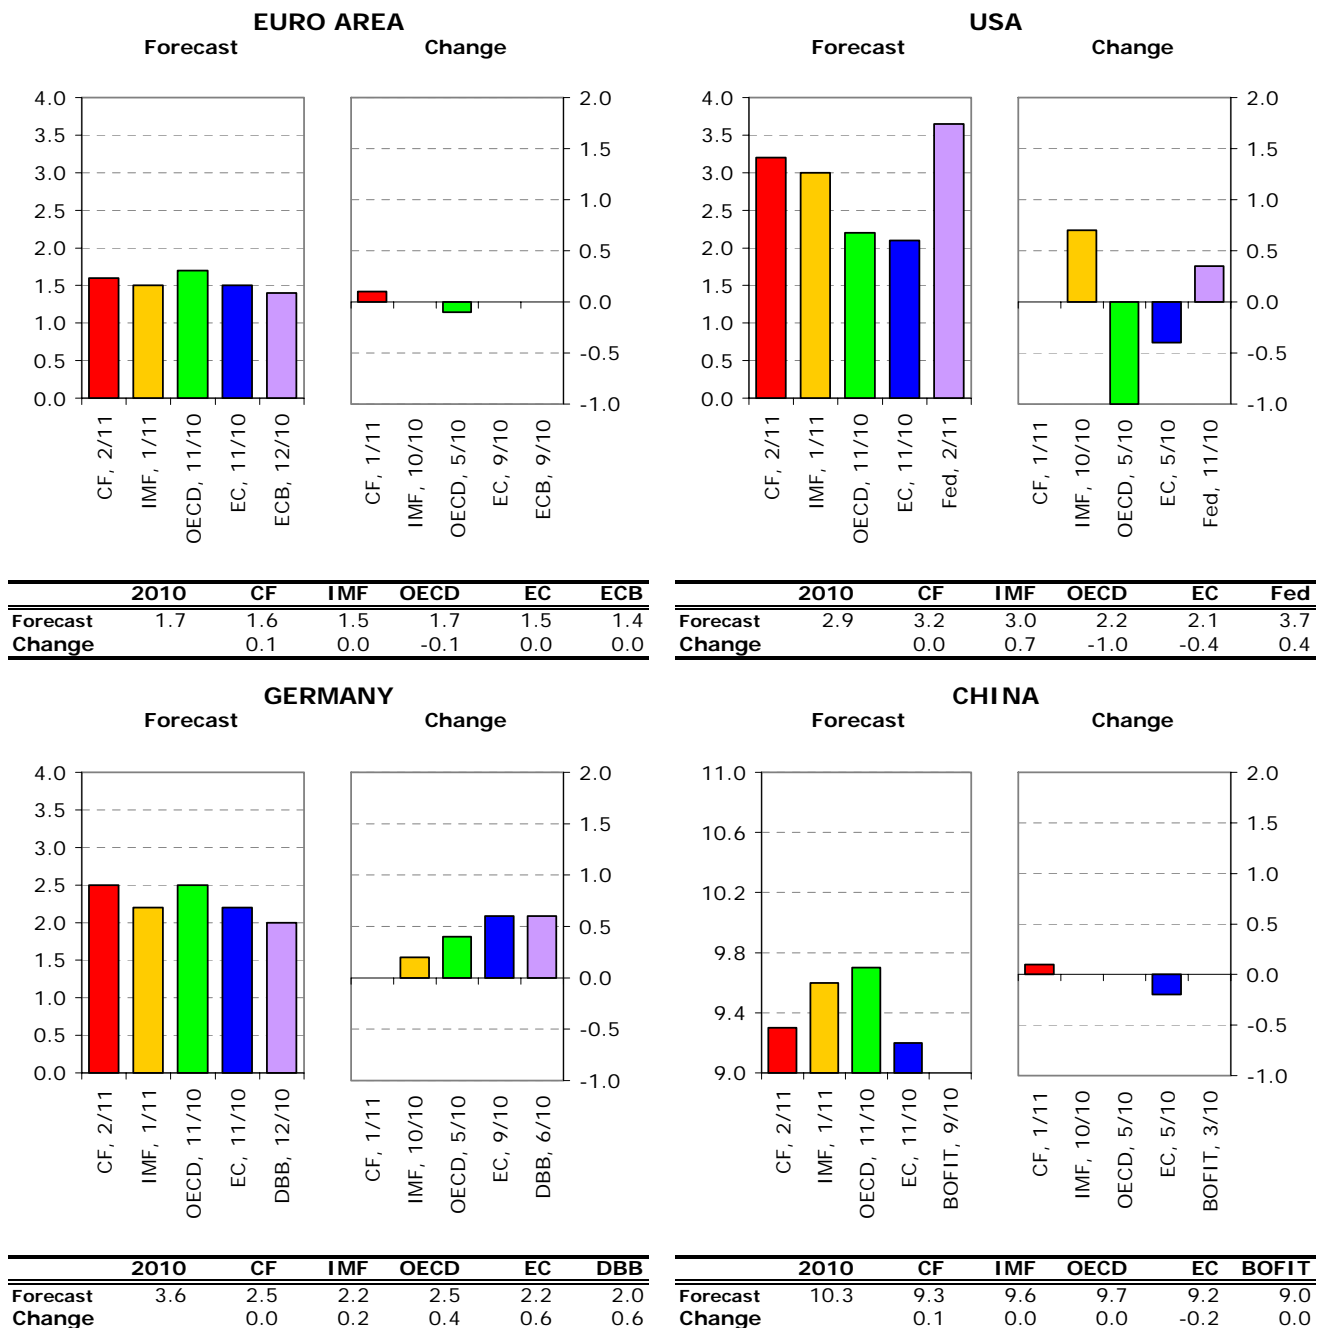 EURO AREA
Forecast Change
4.0
3.5
3.0
2.5
2.0
1.5
1.0
0.5
0.0
2.0
1.5
1.0
0.5
0.0
-0.5
-1.0
CF, 2/11
IMF, 1/11
OECD, 11/10
EC, 11/10
ECB, 12/10
CF, 1/11
IMF, 10/10
OECD, 5/10
EC, 9/10
ECB, 9/10
2010 CF IMF OECD EC ECB
Forecast 1.7 1.6 1.5 1.7 1.5 1.4
Change 0.1 0.0 -0.1 0.0 0.0
USA
Forecast Change
4.0
3.5
3.0
2.5
2.0
1.5
1.0
0.5
0.0
2.0
1.5
1.0
0.5
0.0
-0.5
-1.0
CF, 2/11
IMF, 1/11
OECD, 11/10
EC, 11/10
Fed, 2/11
CF, 1/11
IMF, 10/10
OECD, 5/10
EC, 5/10
Fed, 11/10
2010 CF IMF OECD EC Fed
Forecast 2.9 3.2 3.0 2.2 2.1 3.7
Change 0.0 0.7 -1.0 -0.4 0.4
GERMANY
Forecast Change
4.0
3.5
3.0
2.5
2.0
1.5
1.0
0.5
0.0
2.0
1.5
1.0
0.5
0.0
-0.5
-1.0
CF, 2/11
IMF, 1/11
OECD, 11/10
EC, 11/10
DBB, 12/10
CF, 1/11
IMF, 10/10
OECD, 5/10
EC, 9/10
DBB, 6/10
2010 CF IMF OECD EC DBB
Forecast 3.6 2.5 2.2 2.5 2.2 2.0
Change 0.0 0.2 0.4 0.6 0.6
CHINA
Forecast Change
11.0
10.6
10.2
9.8
9.4
9.0
2.0
1.5
1.0
0.5
0.0
-0.5
-1.0
CF, 2/11
IMF, 1/11
OECD, 11/10
EC, 11/10
BOFIT, 9/10
CF, 1/11
IMF, 10/10
OECD, 5/10
EC, 5/10
BOFIT, 3/10
2010 CF IMF OECD EC BOFIT
Forecast 10.3 9.3 9.6 9.7 9.2 9.0
Change 0.1 0.0 0.0 -0.2 0.0